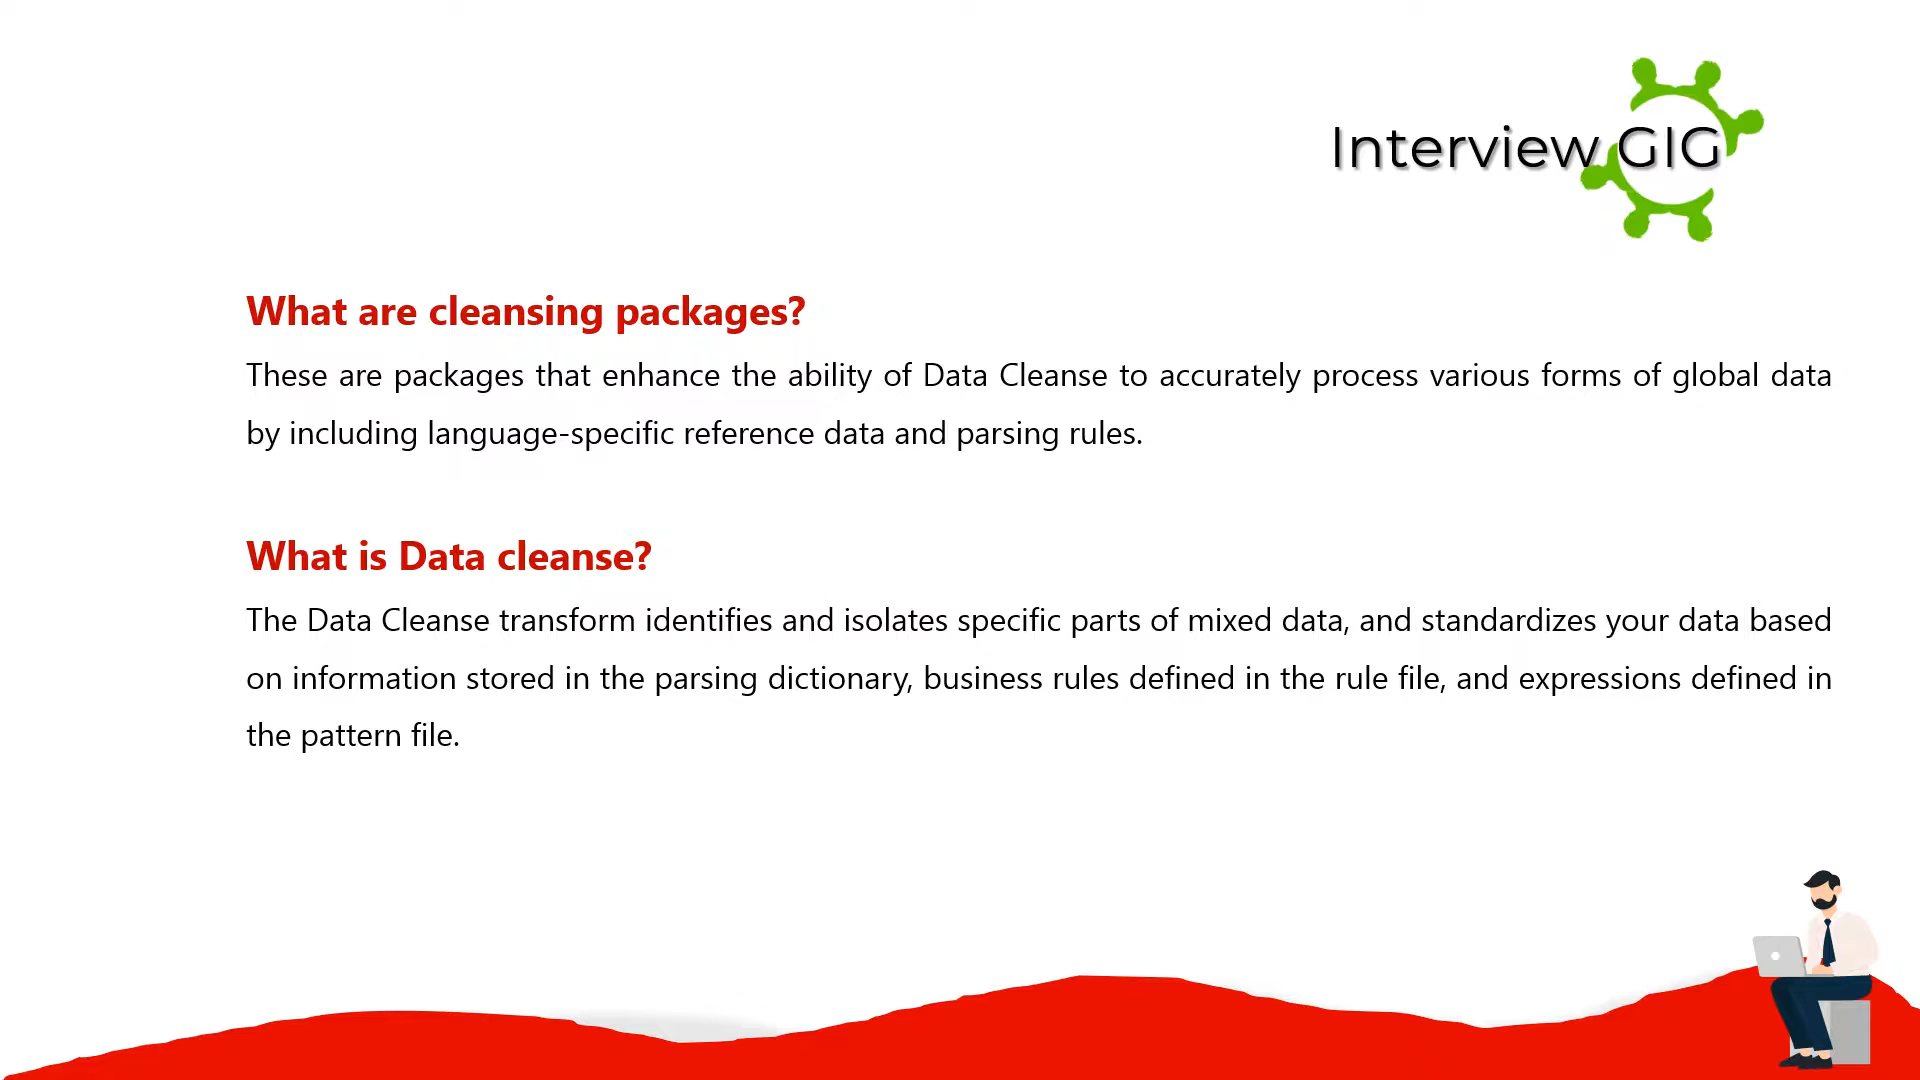 Interview GIG
What are cleansing packages?
These are packages that enhance the ability of Data Cleanse to accurately process various forms of global data
by including language-specific reference data and parsing rules.
What is Data cleanse?
The Data Cleanse transform identifies and isolates specific parts of mixed data, and standardizes your data based
on information stored in the parsing dictionary, business rules defined in the rule file, and expressions defined in
the pattern file.